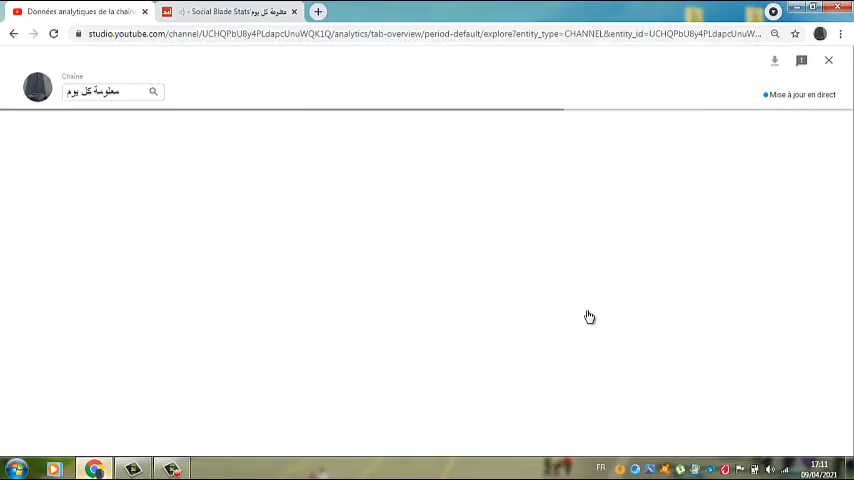 Données analytiques de la chaîn
معلومة كل يوم :-) - Social Blade Stats
studio.youtube.com/channel/UCHQPbU8y4PLdapcUnuWQK1Q/analytics/tab-overview/period-default/explore?entity_type=CHANNEL&entity_id=UCHQPbU8y4PLdapcUnuW...
Chaîne
معلومة كل يوم
Mise à jour en direct
FR
17:11
09/04/2021